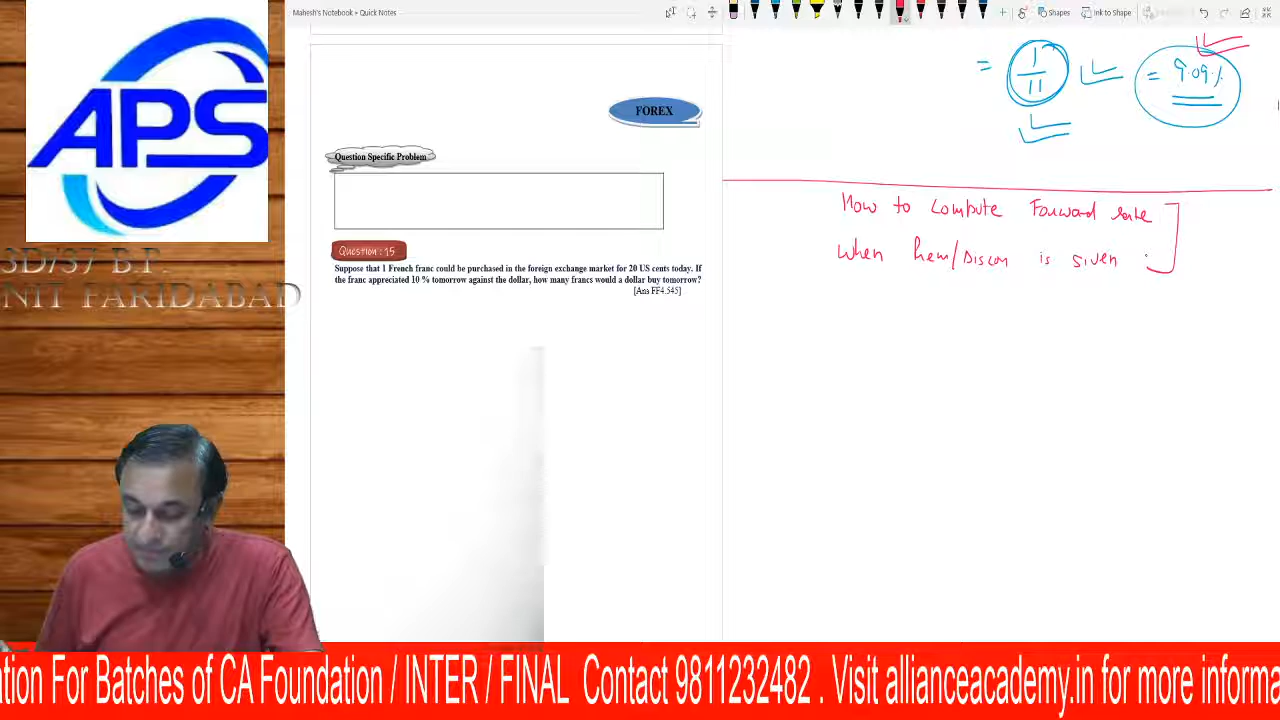 Mahesh's Notebook • Quick Notes
Shapes
Ink to Shape
APS
3D/37 B.P.
NIT FARIDABAD
FOREX
Question Specific Problem
Question : 15
Suppose that 1 French franc could be purchased in the foreign exchange market for 20 US cents today. If
the franc appreciated 10 % tomorrow against the dollar, how many francs would a dollar buy tomorrow?
[Ans FF4.545]
= 1/11 = 9.09%
How to compute Forward rate
when Prem/Discon is given
ation For Batches of CA Foundation / INTER / FINAL Contact 9811232482 . Visit allianceacademy.in for more informa